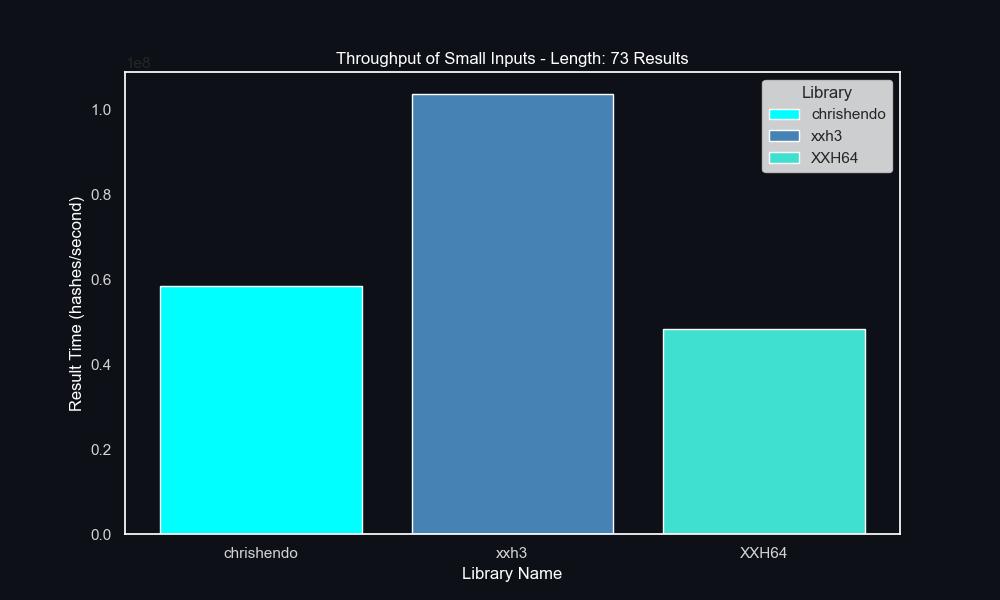 Throughput of Small Inputs - Length: 73 Results
1e8
Library
chrishendo
xxh3
XXH64
1.0
0.8
0.6
0.4
0.2
0.0
Result Time (hashes/second)
chrishendo
xxh3
XXH64
Library Name